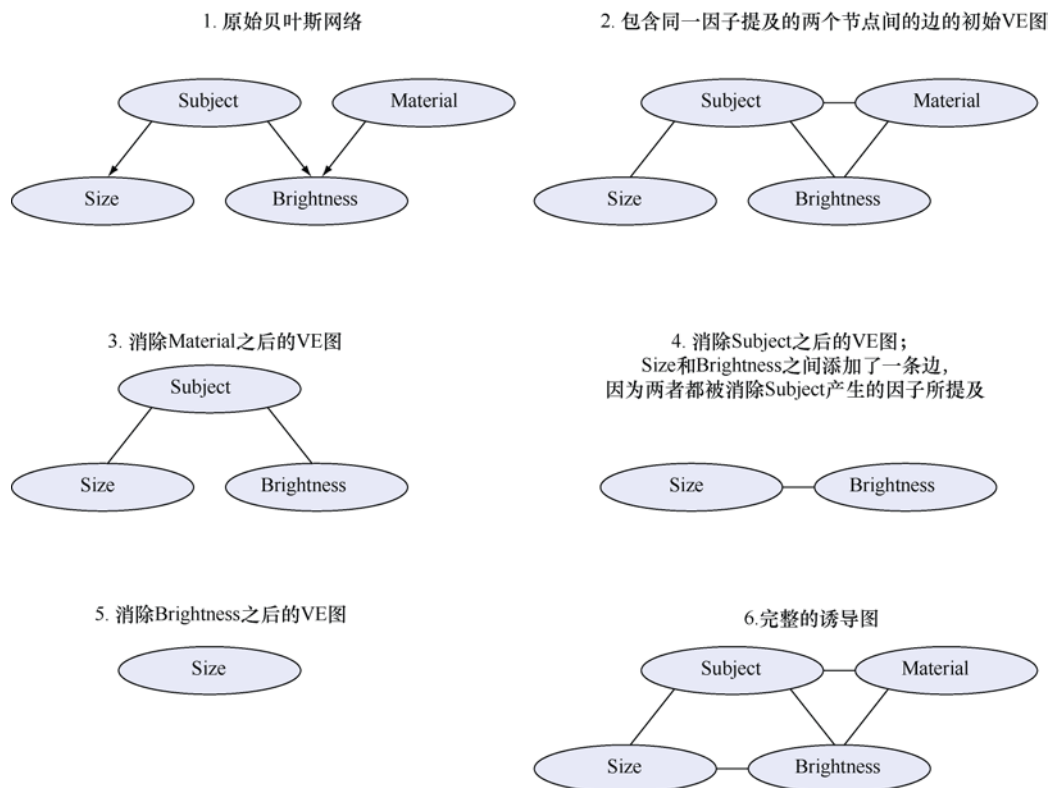 1. 原始贝叶斯网络
Subject
Material
Size
Brightness
2. 包含同一因子提及的两个节点间的边的初始VE图
Subject
Material
Size
Brightness
3. 消除Material之后的VE图
Subject
Size
Brightness
4. 消除Subject之后的VE图；
Size和Brightness之间添加了一条边，
因为两者都被消除Subject产生的因子所提及
Size
Brightness
5. 消除Brightness之后的VE图
Size
6.完整的诱导图
Subject
Material
Size
Brightness